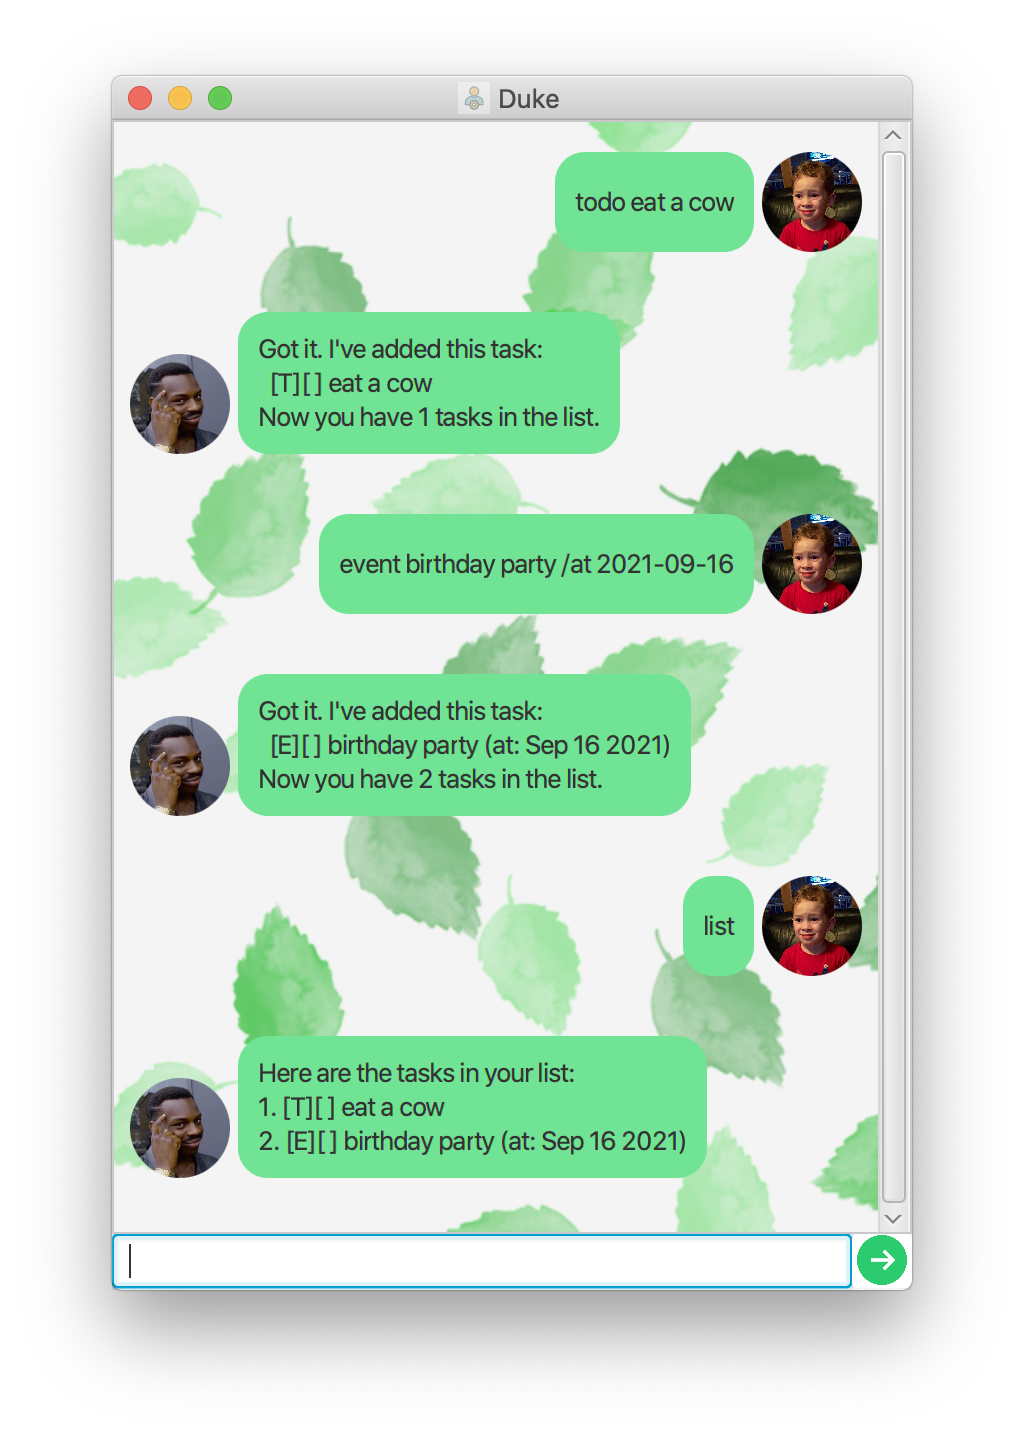 Duke
todo eat a cow
Got it. I've added this task:
[T][ ] eat a cow
Now you have 1 tasks in the list.
event birthday party /at 2021-09-16
Got it. I've added this task:
[E][ ] birthday party (at: Sep 16 2021)
Now you have 2 tasks in the list.
list
Here are the tasks in your list:
1. [T][ ] eat a cow
2. [E][ ] birthday party (at: Sep 16 2021)